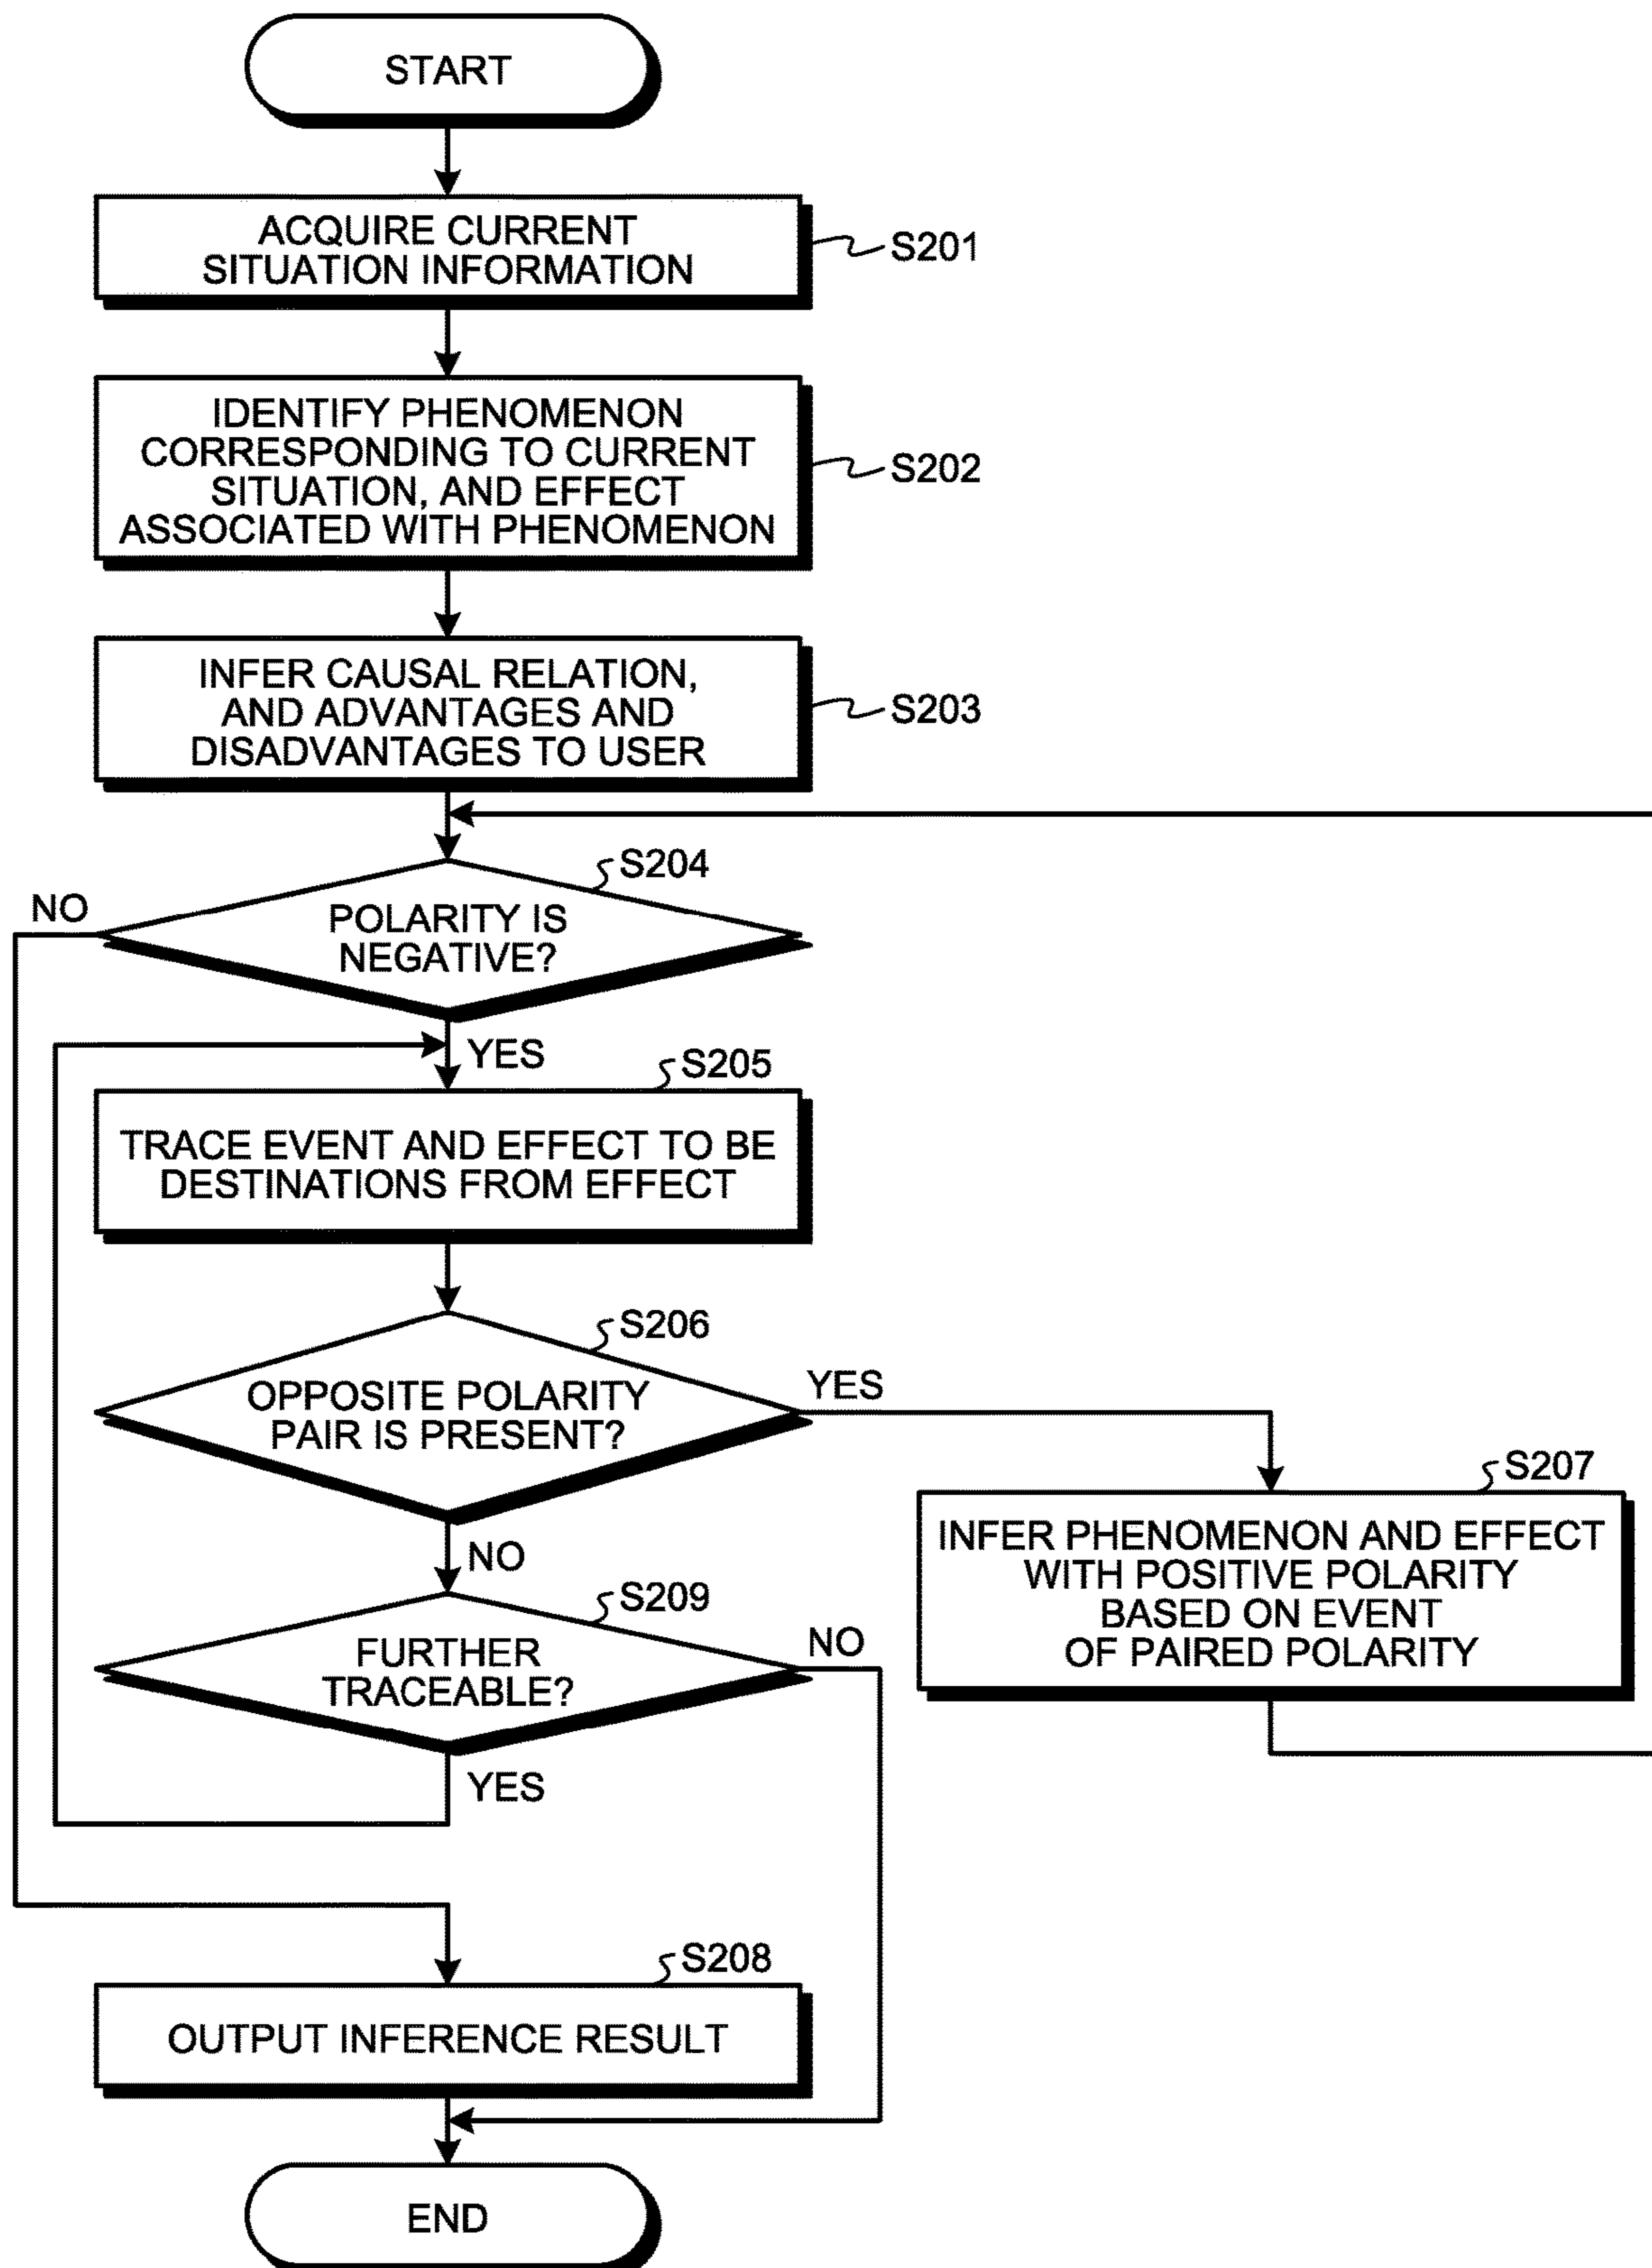 START
ACQUIRE CURRENT
SITUATION INFORMATION
S201
IDENTIFY PHENOMENON
CORRESPONDING TO CURRENT
SITUATION, AND EFFECT
ASSOCIATED WITH PHENOMENON
S202
INFER CAUSAL RELATION,
AND ADVANTAGES AND
DISADVANTAGES TO USER
S203
S204
NO
POLARITY IS
NEGATIVE?
YES
S205
TRACE EVENT AND EFFECT TO BE
DESTINATIONS FROM EFFECT
S206
OPPOSITE POLARITY
PAIR IS PRESENT?
YES
S207
INFER PHENOMENON AND EFFECT
WITH POSITIVE POLARITY
BASED ON EVENT
OF PAIRED POLARITY
NO
S209
FURTHER
TRACEABLE?
NO
YES
S208
OUTPUT INFERENCE RESULT
END